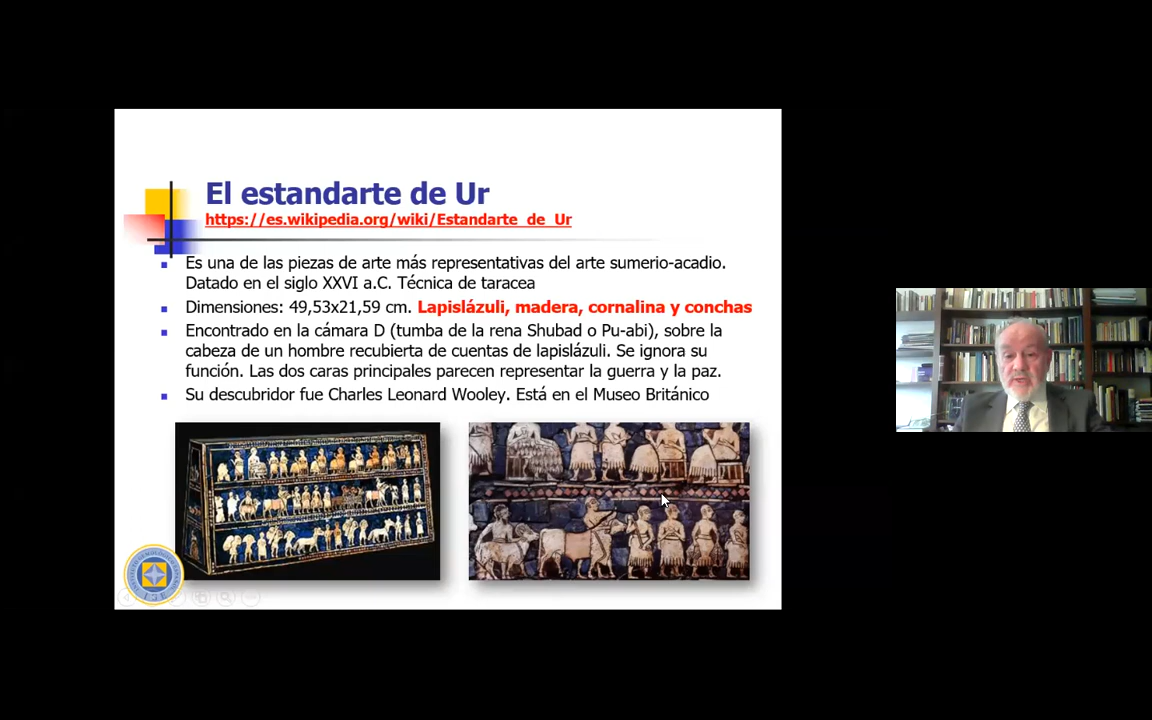 El estandarte de Ur
https://es.wikipedia.org/wiki/Estandarte_de_Ur
Es una de las piezas de arte más representativas del arte sumerio-acadio.
Datado en el siglo XXVI a.C. Técnica de taracea
Dimensiones: 49,53x21,59 cm. Lapislázuli, madera, cornalina y conchas
Encontrado en la cámara D (tumba de la rena Shubad o Pu-abi), sobre la
cabeza de un hombre recubierta de cuentas de lapislázuli. Se ignora su
función. Las dos caras principales parecen representar la guerra y la paz.
Su descubridor fue Charles Leonard Wooley. Está en el Museo Británico